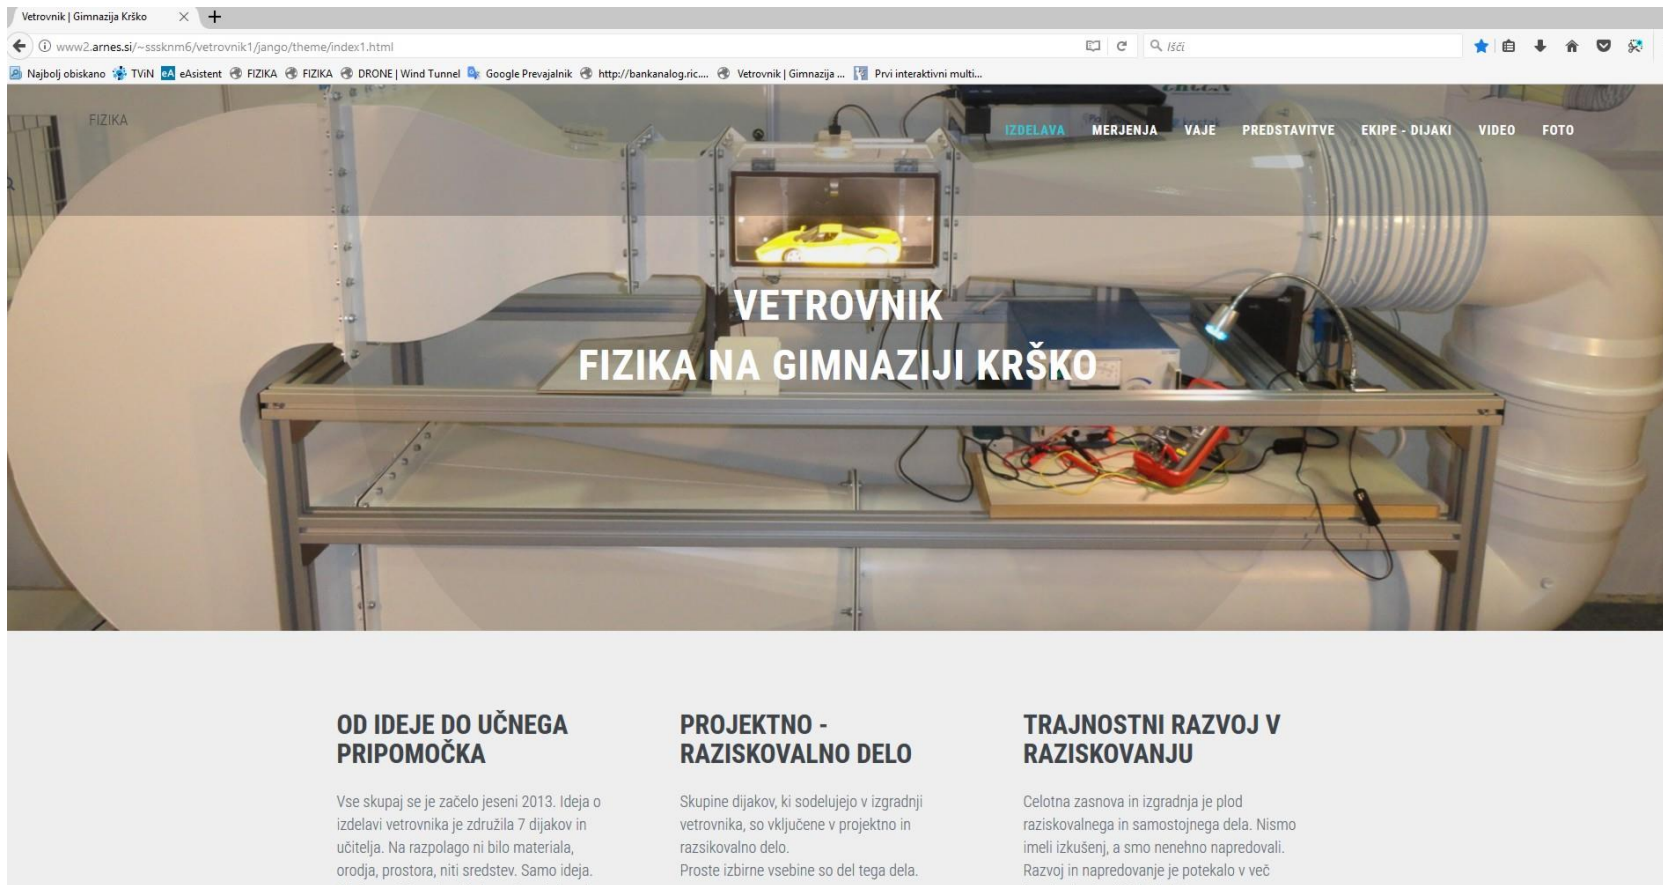 Vetrovnik | Gimnazija Krško
www2.arnes.si/~sssknm6/vetrovnik1/jango/theme/index1.html
Išči
Najbolj obiskano TViN eA eAsistent FIZIKA FIZIKA DRONE | Wind Tunnel Google Prevajalnik http://bankanalog.ric.... Vetrovnik | Gimnazija ... Prvi interaktivni multi...
FIZIKA
IZDELAVA MERJENJA VAJE PREDSTAVITVE EKIPE - DIJAKI VIDEO FOTO
VETROVNIK
FIZIKA NA GIMNAZIJI KRŠKO
OD IDEJE DO UČNEGA
PRIPOMOČKA
Vse skupaj se je začelo jeseni 2013. Ideja o
izdelavi vetrovnika je združila 7 dijakov in
učitelja. Na razpolago ni bilo materiala,
orodja, prostora, niti sredstev. Samo ideja.
PROJEKTNO -
RAZISKOVALNO DELO
Skupine dijakov, ki sodelujejo v izgradnji
vetrovnika, so vključene v projektno in
razsikovalno delo.
Proste izbirne vsebine so del tega dela.
TRAJNOSTNI RAZVOJ V
RAZISKOVANJU
Celotna zasnova in izgradnja je plod
raziskovalnega in samostojnega dela. Nismo
imeli izkušenj, a smo nenehno napredovali.
Razvoj in napredovanje je potekalo v več